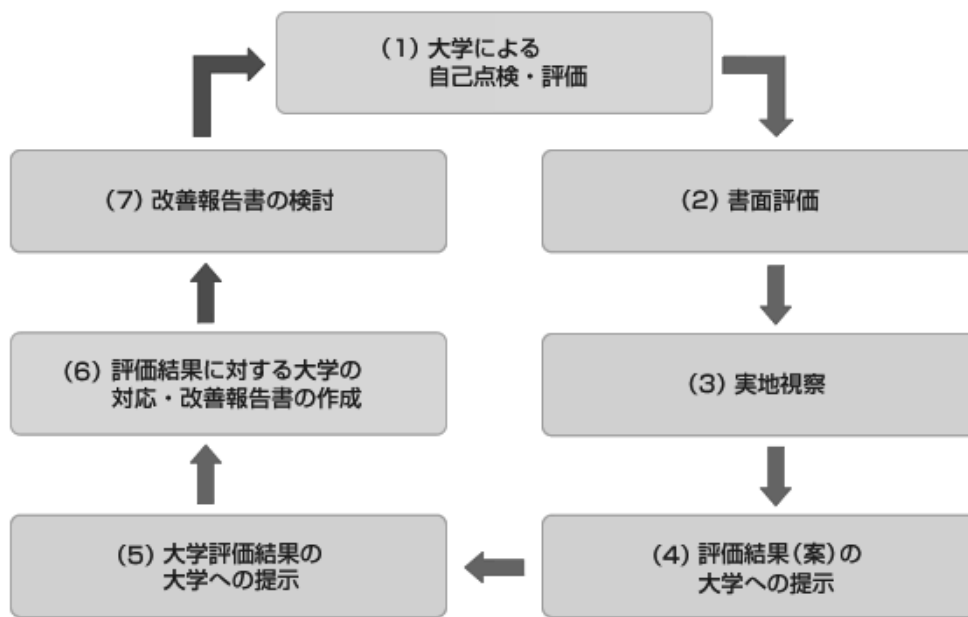 (1) 大学による
自己点検・評価
(2) 書面評価
(3) 実地視察
(4) 評価結果(案)の
大学への提示
(5) 大学評価結果の
大学への提示
(6) 評価結果に対する大学の
対応・改善報告書の作成
(7) 改善報告書の検討